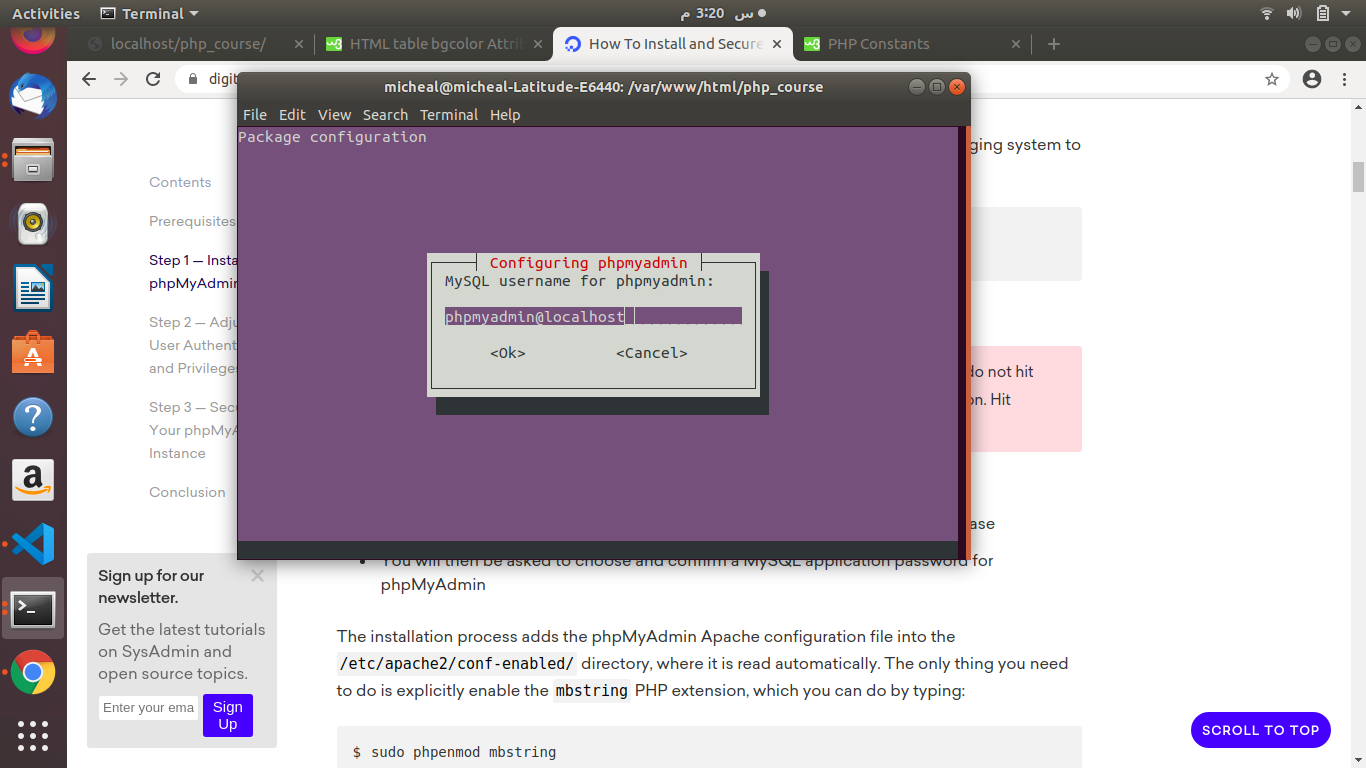 Activities
Terminal
س 3:20 م
localhost/php_course/
HTML table bgcolor Attri
How To Install and Secure
PHP Constants
digit
micheal@micheal-Latitude-E6440: /var/www/html/php_course
File Edit View Search Terminal Help
Package configuration
Configuring phpmyadmin
MySQL username for phpmyadmin:
phpmyadmin@localhost
<Ok> <Cancel>
ging system to
do not hit
on. Hit
ase
Contents
Prerequisites
Step 1 — Insta
phpMyAdmin
Step 2 — Adju
User Authent
and Privileges
Step 3 — Secu
Your phpMyA
Instance
Conclusion
Sign up for our
newsletter.
Get the latest tutorials
on SysAdmin and
open source topics.
Enter your ema
Sign
Up
You will then be asked to choose and confirm a MySQL application password for
phpMyAdmin
The installation process adds the phpMyAdmin Apache configuration file into the
/etc/apache2/conf-enabled/ directory, where it is read automatically. The only thing you need
to do is explicitly enable the mbstring PHP extension, which you can do by typing:
$ sudo phpenmod mbstring
SCROLL TO TOP